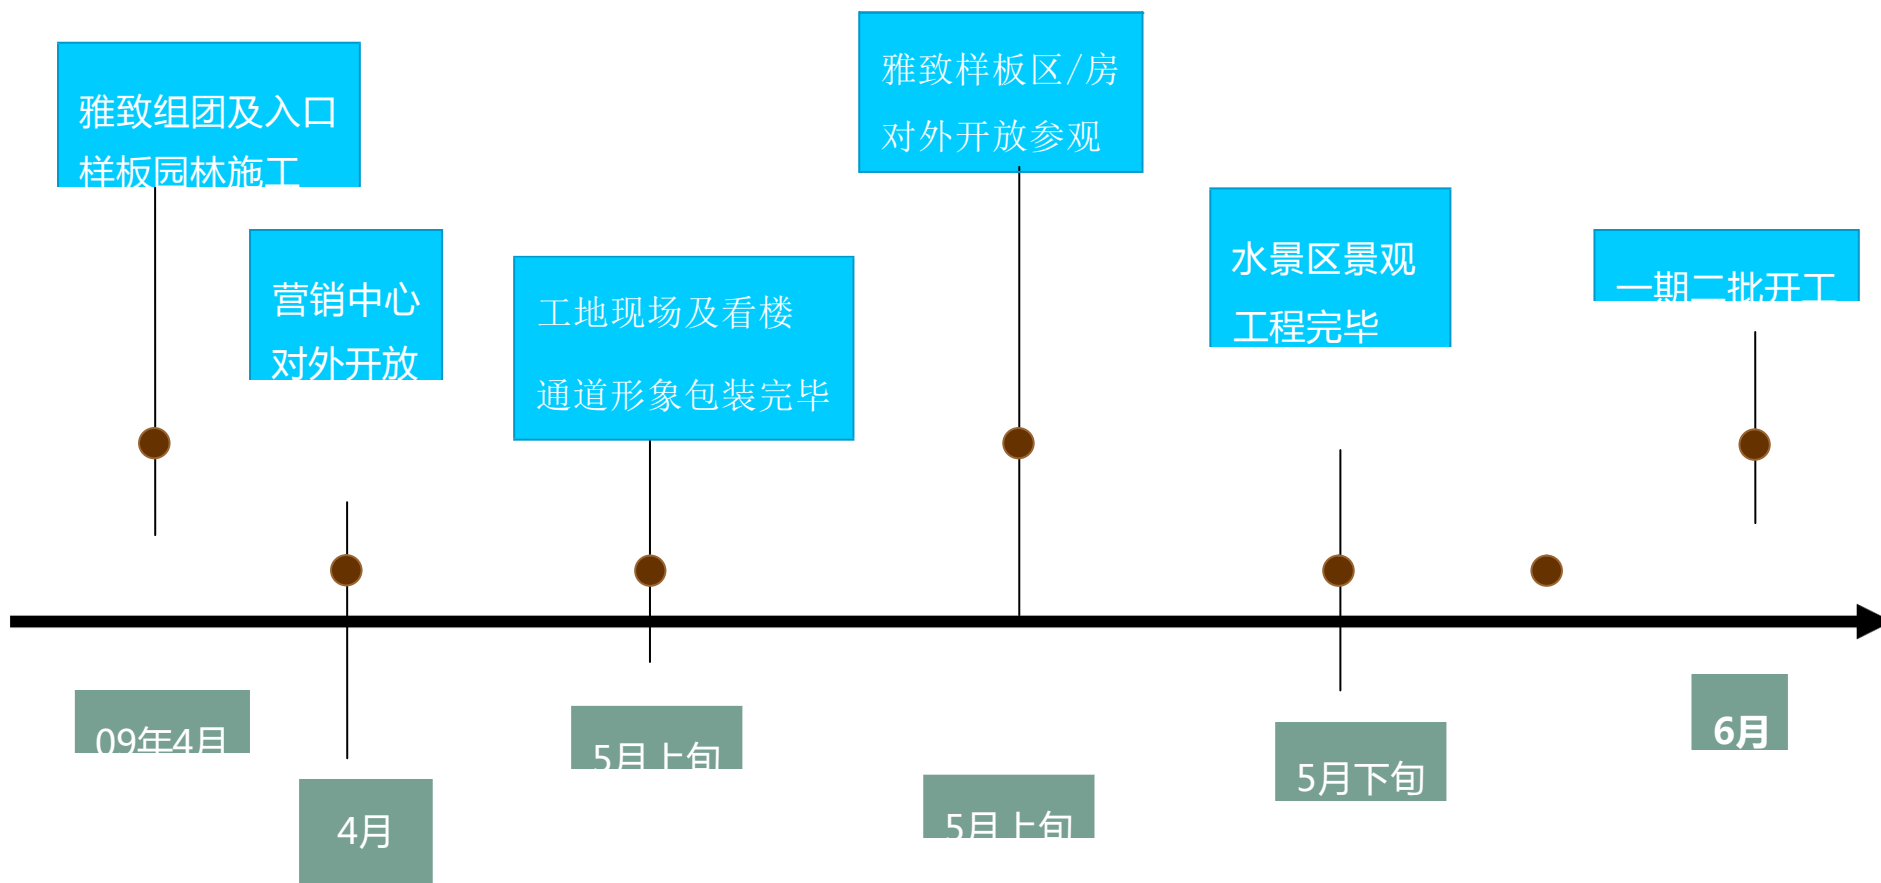 雅致组团及入口
样板园林施工
营销中心
对外开放
工地现场及看楼
通道形象包装完毕
雅致样板区/房
对外开放参观
水景区景观
工程完毕
一期二批开工
09年4月
4月
5月上旬
5月上旬
5月下旬
6月